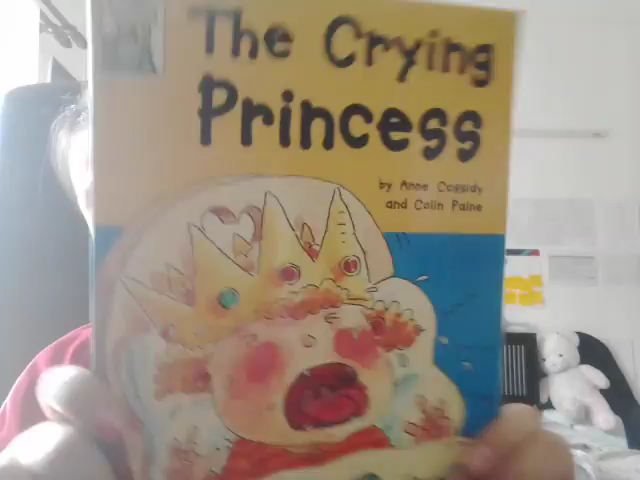 The Crying
Princess
by Anne Cassidy
and Colin Paine